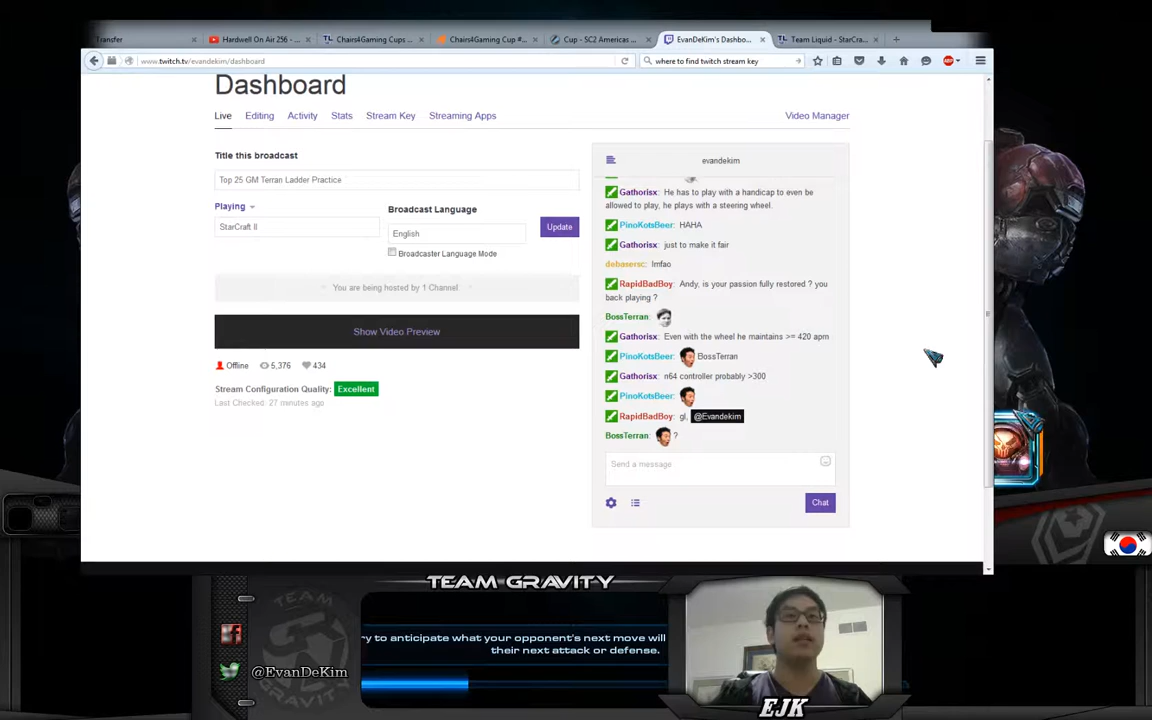 Transfer
Hardwell On Air 256 - ...
Chairs4Gaming Cups ...
Chairs4Gaming Cup #...
Cup - SC2 Americas ...
EvanDeKim's Dashbo...
Team Liquid - StarCra...
www.twitch.tv/evandekim/dashboard
where to find twitch stream key
ABP
Dashboard
Live Editing Activity Stats Stream Key Streaming Apps Video Manager
Title this broadcast
Top 25 GM Terran Ladder Practice
Playing
StarCraft II
Broadcast Language
English
Update
Broadcaster Language Mode
You are being hosted by 1 Channel
Show Video Preview
Offline 5,376 434
Stream Configuration Quality: Excellent
Last Checked: 27 minutes ago
evandekim
Gathorisx: He has to play with a handicap to even be
allowed to play, he plays with a steering wheel.
PinoKotsBeer: HAHA
Gathorisx: just to make it fair
debasersc: lmfao
RapidBadBoy: Andy, is your passion fully restored ? you
back playing ?
BossTerran:
Gathorisx: Even with the wheel he maintains >= 420 apm
PinoKotsBeer: BossTerran
Gathorisx: n64 controller probably >300
PinoKotsBeer:
RapidBadBoy: gl, @Evandekim
BossTerran: ?
Send a message
Chat
TEAM GRAVITY
ry to anticipate what your opponent's next move will
their next attack or defense.
f
@EvanDeKim
EJK